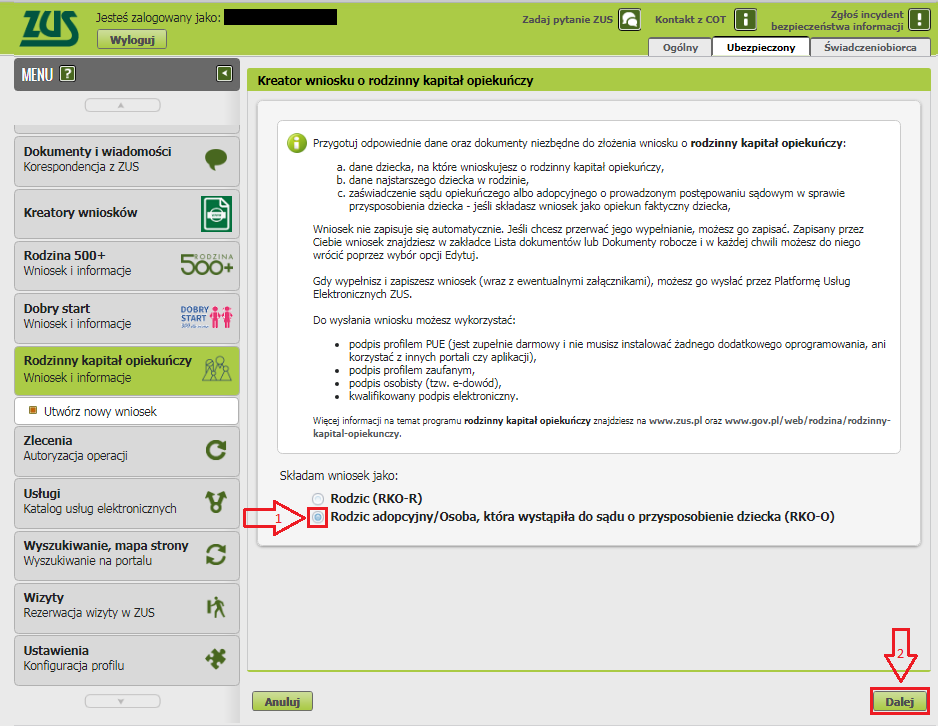 ZUS
Jesteś zalogowany jako:
Wyloguj
Zadaj pytanie ZUS
Kontakt z COT
Zgłoś incydent
bezpieczeństwa informacji
Ogólny
Ubezpieczony
Świadczeniobiorca
MENU ?
Kreator wniosku o rodzinny kapitał opiekuńczy
Dokumenty i wiadomości
Korespondencja z ZUS
Kreatory wniosków
Rodzina 500+
Wniosek i informacje
RODZINA
500+
Dobry start
Wniosek i informacje
DOBRY
START
Rodzinny kapitał opiekuńczy
Wniosek i informacje
Utwórz nowy wniosek
Zlecenia
Autoryzacja operacji
Usługi
Katalog usług elektronicznych
Wyszukiwanie, mapa strony
Wyszukiwanie na portalu
Wizyty
Rezerwacja wizyty w ZUS
Ustawienia
Konfiguracja profilu
Przygotuj odpowiednie dane oraz dokumenty niezbędne do złożenia wniosku o rodzinny kapitał opiekuńczy:
a. dane dziecka, na które wnioskujesz o rodzinny kapitał opiekuńczy,
b. dane najstarszego dziecka w rodzinie,
c. zaświadczenie sądu opiekuńczego albo adopcyjnego o prowadzonym postępowaniu sądowym w sprawie
przysposobienia dziecka - jeśli składasz wniosek jako opiekun faktyczny dziecka,
Wniosek nie zapisuje się automatycznie. Jeśli chcesz przerwać jego wypełnianie, możesz go zapisać. Zapisany przez
Ciebie wniosek znajdziesz w zakładce Lista dokumentów lub Dokumenty robocze i w każdej chwili możesz do niego
wrócić poprzez wybór opcji Edytuj.
Gdy wypełnisz i zapiszesz wniosek (wraz z ewentualnymi załącznikami), możesz go wysłać przez Platformę Usług
Elektronicznych ZUS.
Do wysłania wniosku możesz wykorzystać:
• podpis profilem PUE (jest zupełnie darmowy i nie musisz instalować żadnego dodatkowego oprogramowania, ani
korzystać z innych portali czy aplikacji),
• podpis profilem zaufanym,
• podpis osobisty (tzw. e-dowód),
• kwalifikowany podpis elektroniczny.
Więcej informacji na temat programu rodzinny kapitał opiekuńczy znajdziesz na www.zus.pl oraz www.gov.pl/web/rodzina/rodzinny-
kapital-opiekunczy.
Składam wniosek jako:
Rodzic (RKO-R)
1
Rodzic adopcyjny/Osoba, która wystąpiła do sądu o przysposobienie dziecka (RKO-O)
2
Anuluj
Dalej